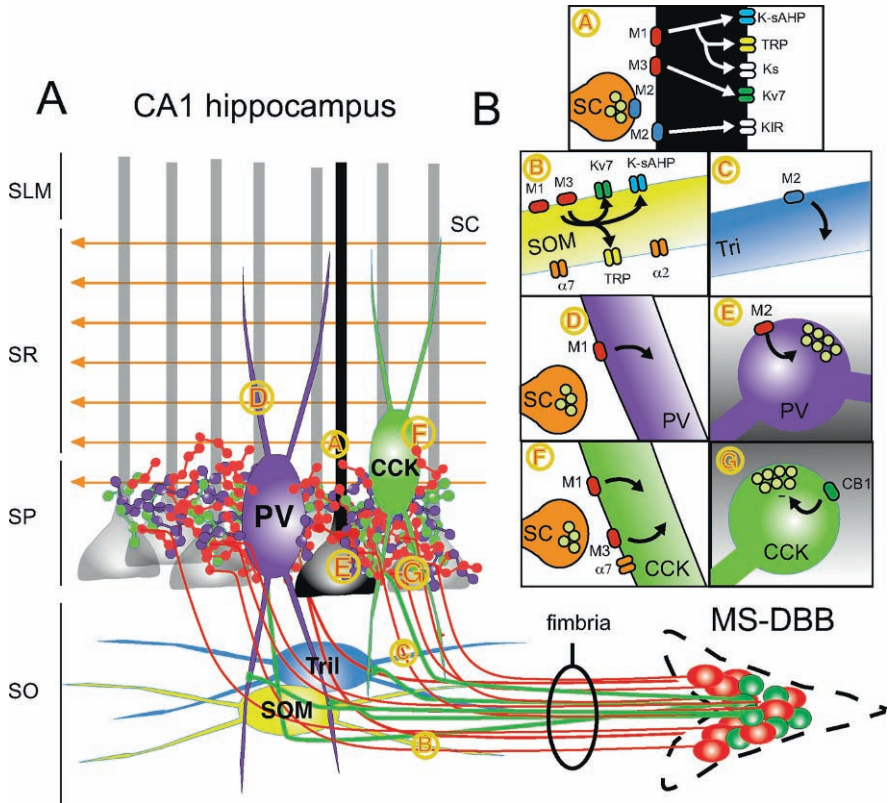 A
CA1 hippocampus
SLM
SC
SR
D
A
F
CCK
SP
PV
E
G
SO
Tril
C
SOM
B
fimbria
MS-DBB
B
A
M1
M3
SC
M2
M2
K-sAHP
TRP
Ks
Kv7
KIR
B
M1
M3
Kv7
K-sAHP
SOM
α7
TRP
α2
C
M2
Tri
D
M1
SC
PV
E
M2
PV
F
M1
SC
M3
α7
CCK
G
CB1
-
CCK